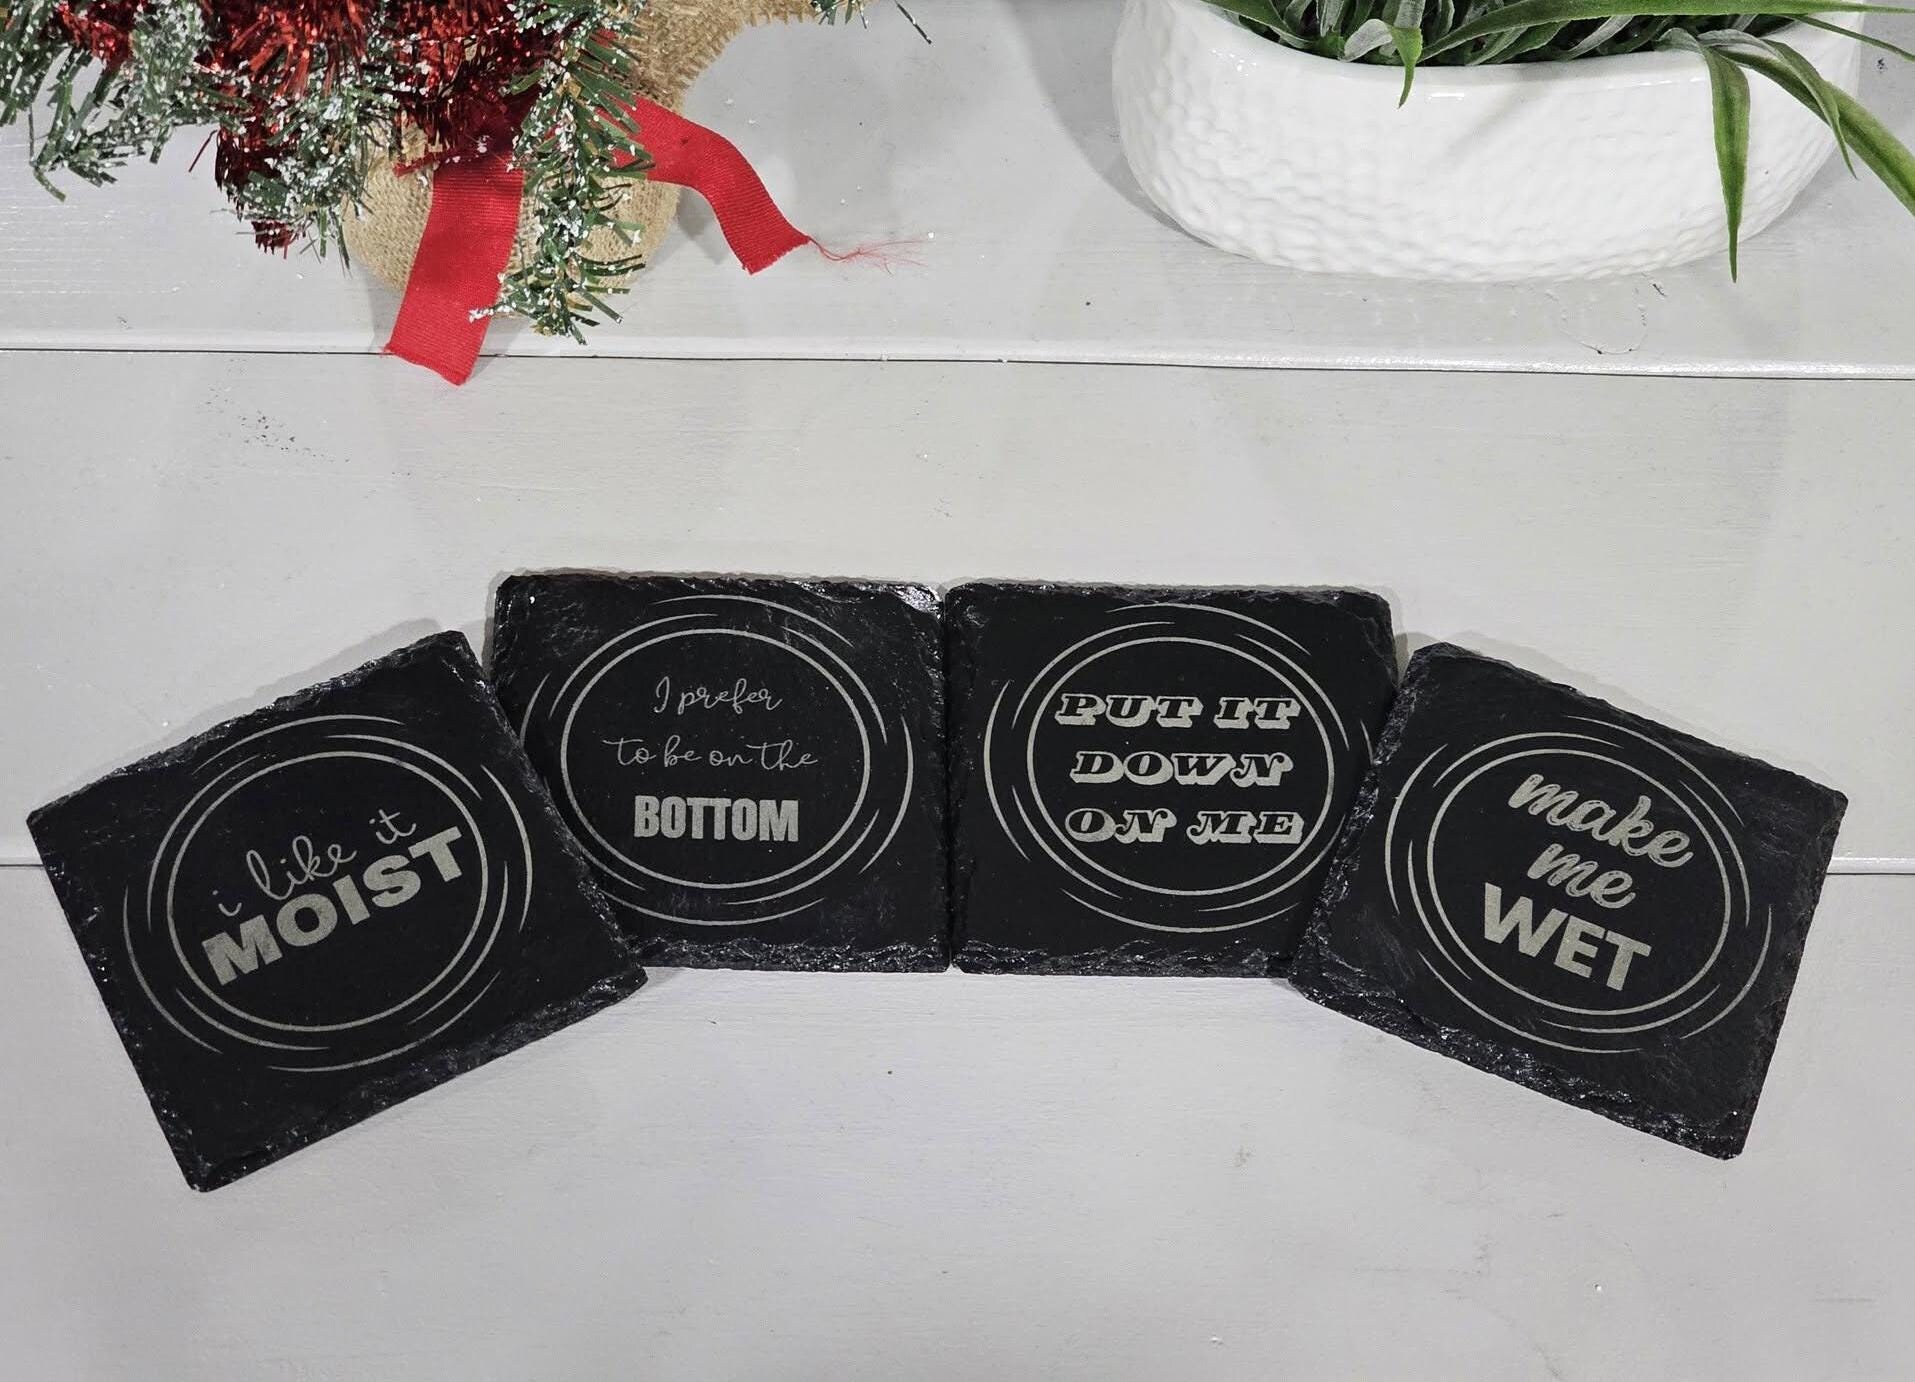 i like it
MOIST
I prefer
to be on the
BOTTOM
PUT IT
DOWN
ON ME
make
me
WET